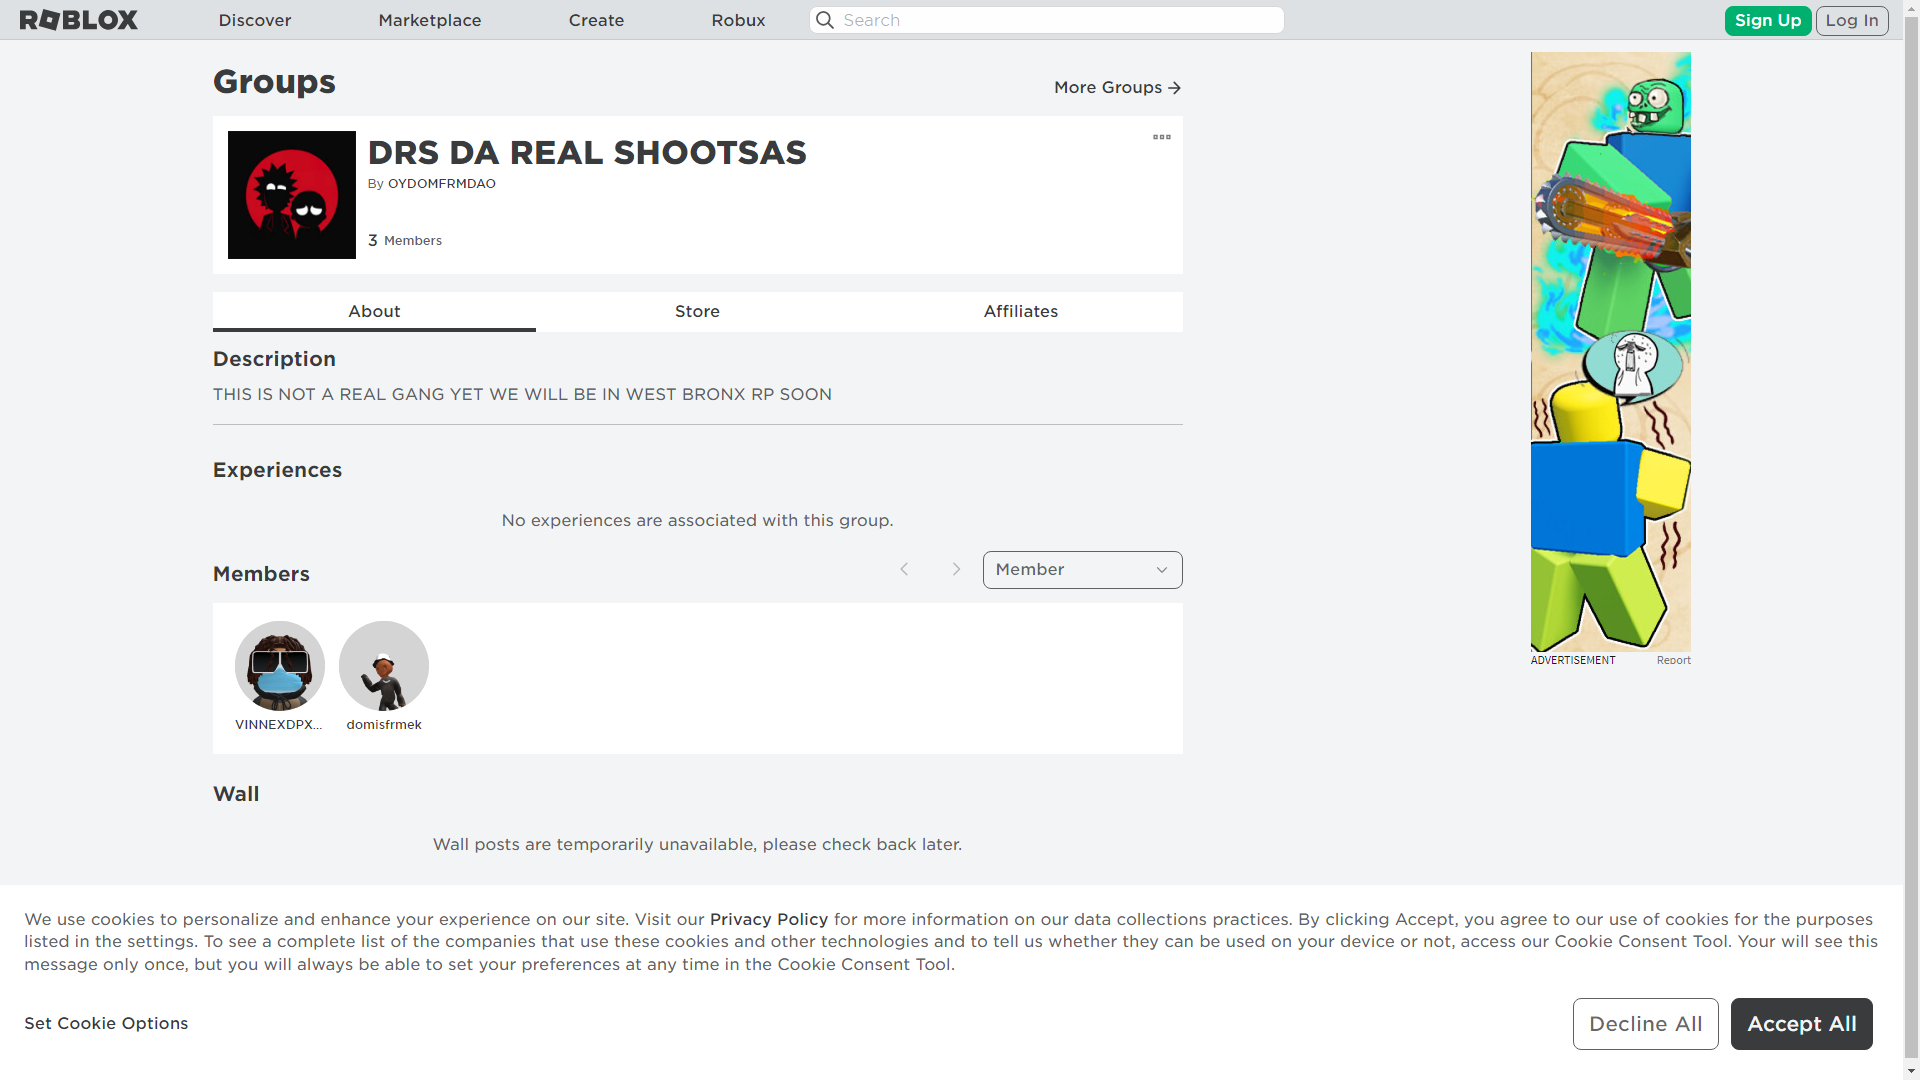 ROBLOX
Discover
Marketplace
Create
Robux
Search
Sign Up
Log In
Groups
More Groups
DRS DA REAL SHOOTSAS
By OYDOMFRMDAO
3 Members
About
Store
Affiliates
Description
THIS IS NOT A REAL GANG YET WE WILL BE IN WEST BRONX RP SOON
Experiences
No experiences are associated with this group.
Members
Member
VINNEXDPX...
domisfrmek
ADVERTISEMENT
Report
Wall
Wall posts are temporarily unavailable, please check back later.
We use cookies to personalize and enhance your experience on our site. Visit our Privacy Policy for more information on our data collections practices. By clicking Accept, you agree to our use of cookies for the purposes
listed in the settings. To see a complete list of the companies that use these cookies and other technologies and to tell us whether they can be used on your device or not, access our Cookie Consent Tool. Your will see this
message only once, but you will always be able to set your preferences at any time in the Cookie Consent Tool.
Set Cookie Options
Decline All
Accept All